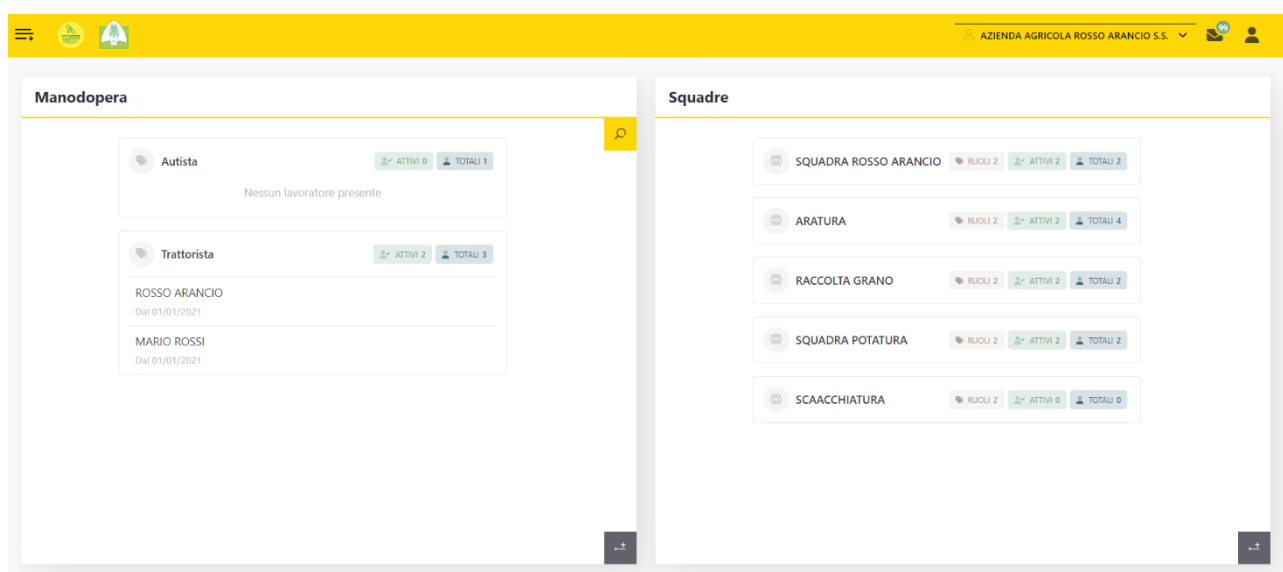 AZIENDA AGRICOLA ROSSO ARANCIO S.S.
99
Manodopera
Autista ATTIVI 0 TOTALI 1
Nessun lavoratore presente
Trattorista ATTIVI 2 TOTALI 3
ROSSO ARANCIO
Dal 01/01/2021
MARIO ROSSI
Dal 01/01/2021
Squadre
SQUADRA ROSSO ARANCIO RUOLI 2 ATTIVI 2 TOTALI 2
ARATURA RUOLI 2 ATTIVI 2 TOTALI 4
RACCOLTA GRANO RUOLI 2 ATTIVI 2 TOTALI 2
SQUADRA POTATURA RUOLI 2 ATTIVI 2 TOTALI 2
SCAACCHIATURA RUOLI 2 ATTIVI 0 TOTALI 0